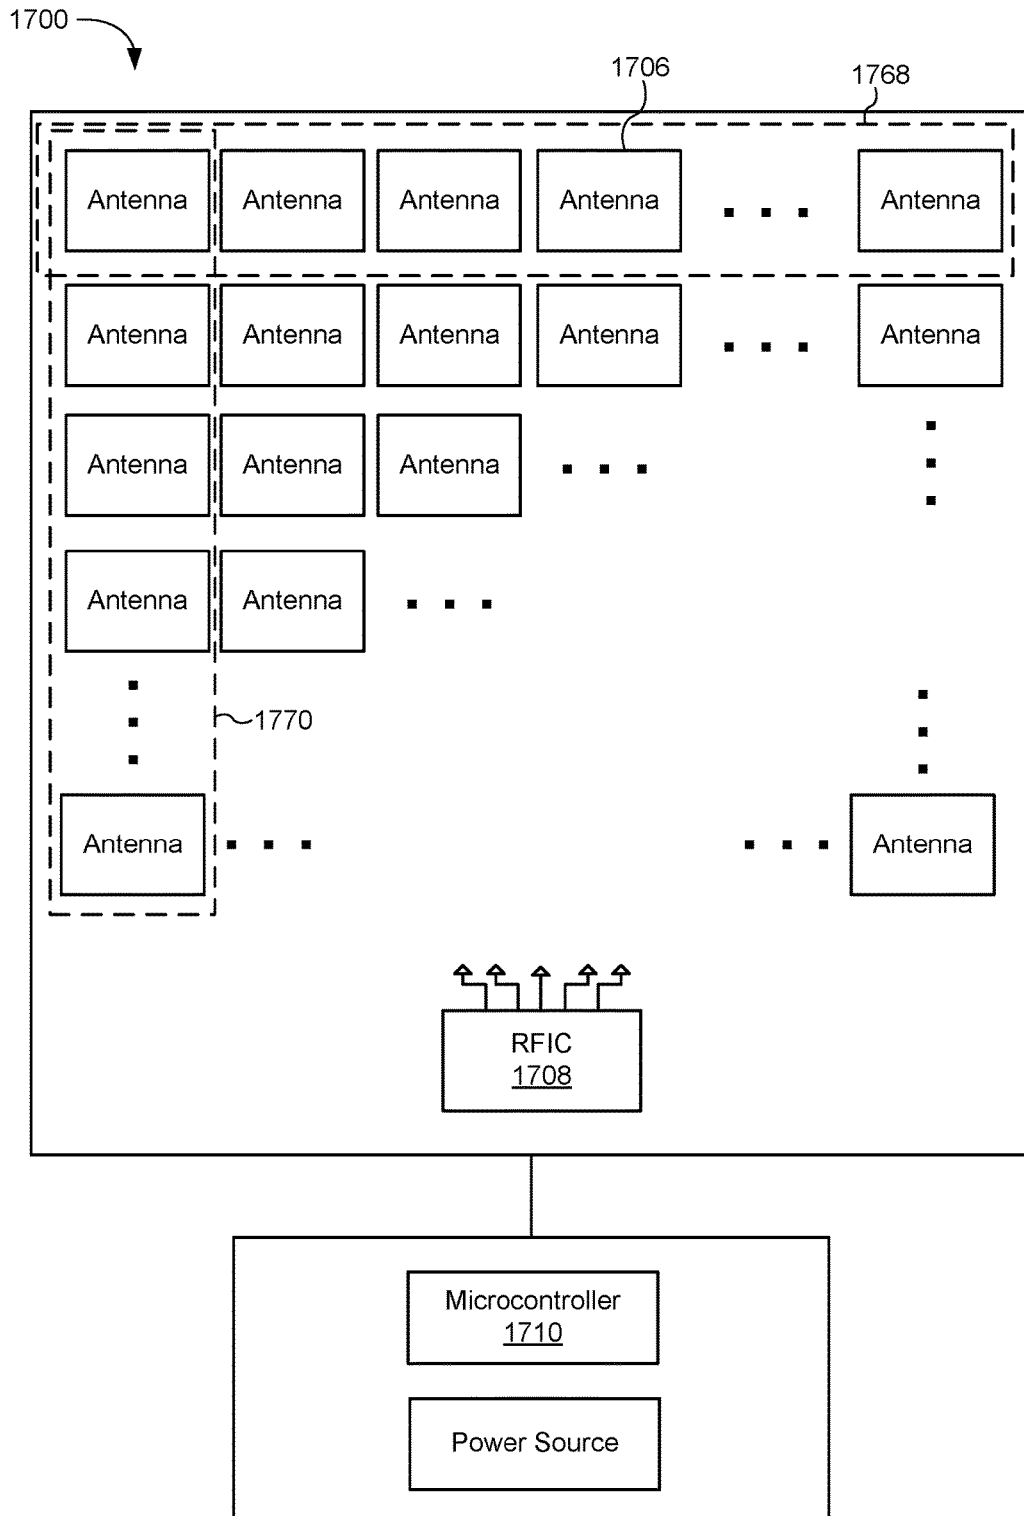 1700
1706
1768
Antenna Antenna Antenna Antenna Antenna
Antenna Antenna Antenna Antenna Antenna
Antenna Antenna Antenna
Antenna Antenna
1770
Antenna Antenna
RFIC
1708
Microcontroller
1710
Power Source